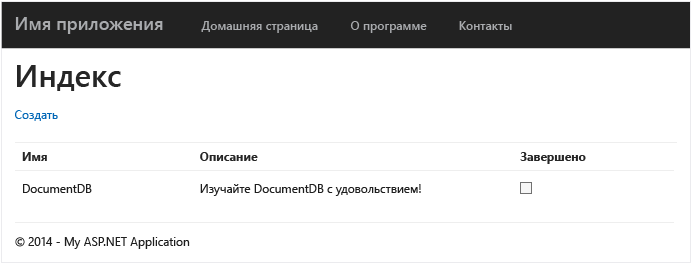 Имя приложения Домашняя страница О программе Контакты
Индекс
Создать
Имя Описание Завершено
DocumentDB Изучайте DocumentDB с удовольствием!
© 2014 - My ASP.NET Application